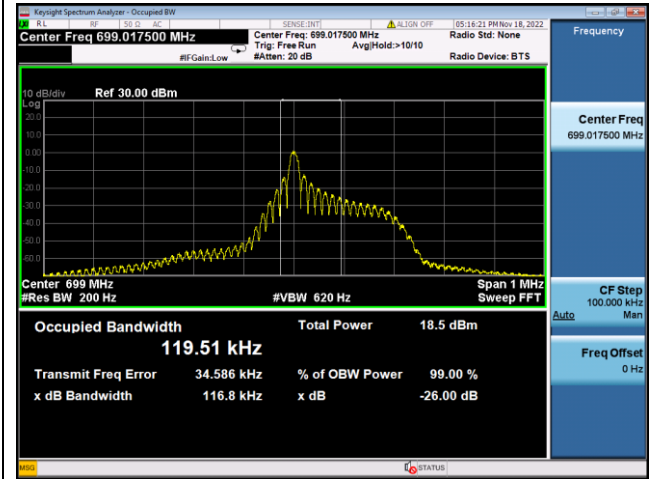 Keysight Spectrum Analyzer - Occupied BW
RL RF 50 Ω AC SENSE:INT ALIGN OFF 05:16:21 PM Nov 18, 2022
Center Freq 699.017500 MHz Center Freq: 699.017500 MHz Radio Std: None Frequency
Trig: Free Run Avg|Hold:>10/10
#IFGain:Low #Atten: 20 dB Radio Device: BTS
10 dB/div Ref 30.00 dBm
Log
20.0
10.0
0.00
-10.0
-20.0
-30.0
-40.0
-50.0
-60.0
Center Freq
699.017500 MHz
Center 699 MHz Span 1 MHz
#Res BW 200 Hz #VBW 620 Hz Sweep FFT
CF Step
100.000 kHz
Auto Man
Occupied Bandwidth Total Power 18.5 dBm
119.51 kHz
Transmit Freq Error 34.586 kHz % of OBW Power 99.00 %
x dB Bandwidth 116.8 kHz x dB -26.00 dB
Freq Offset
0 Hz
MSG STATUS